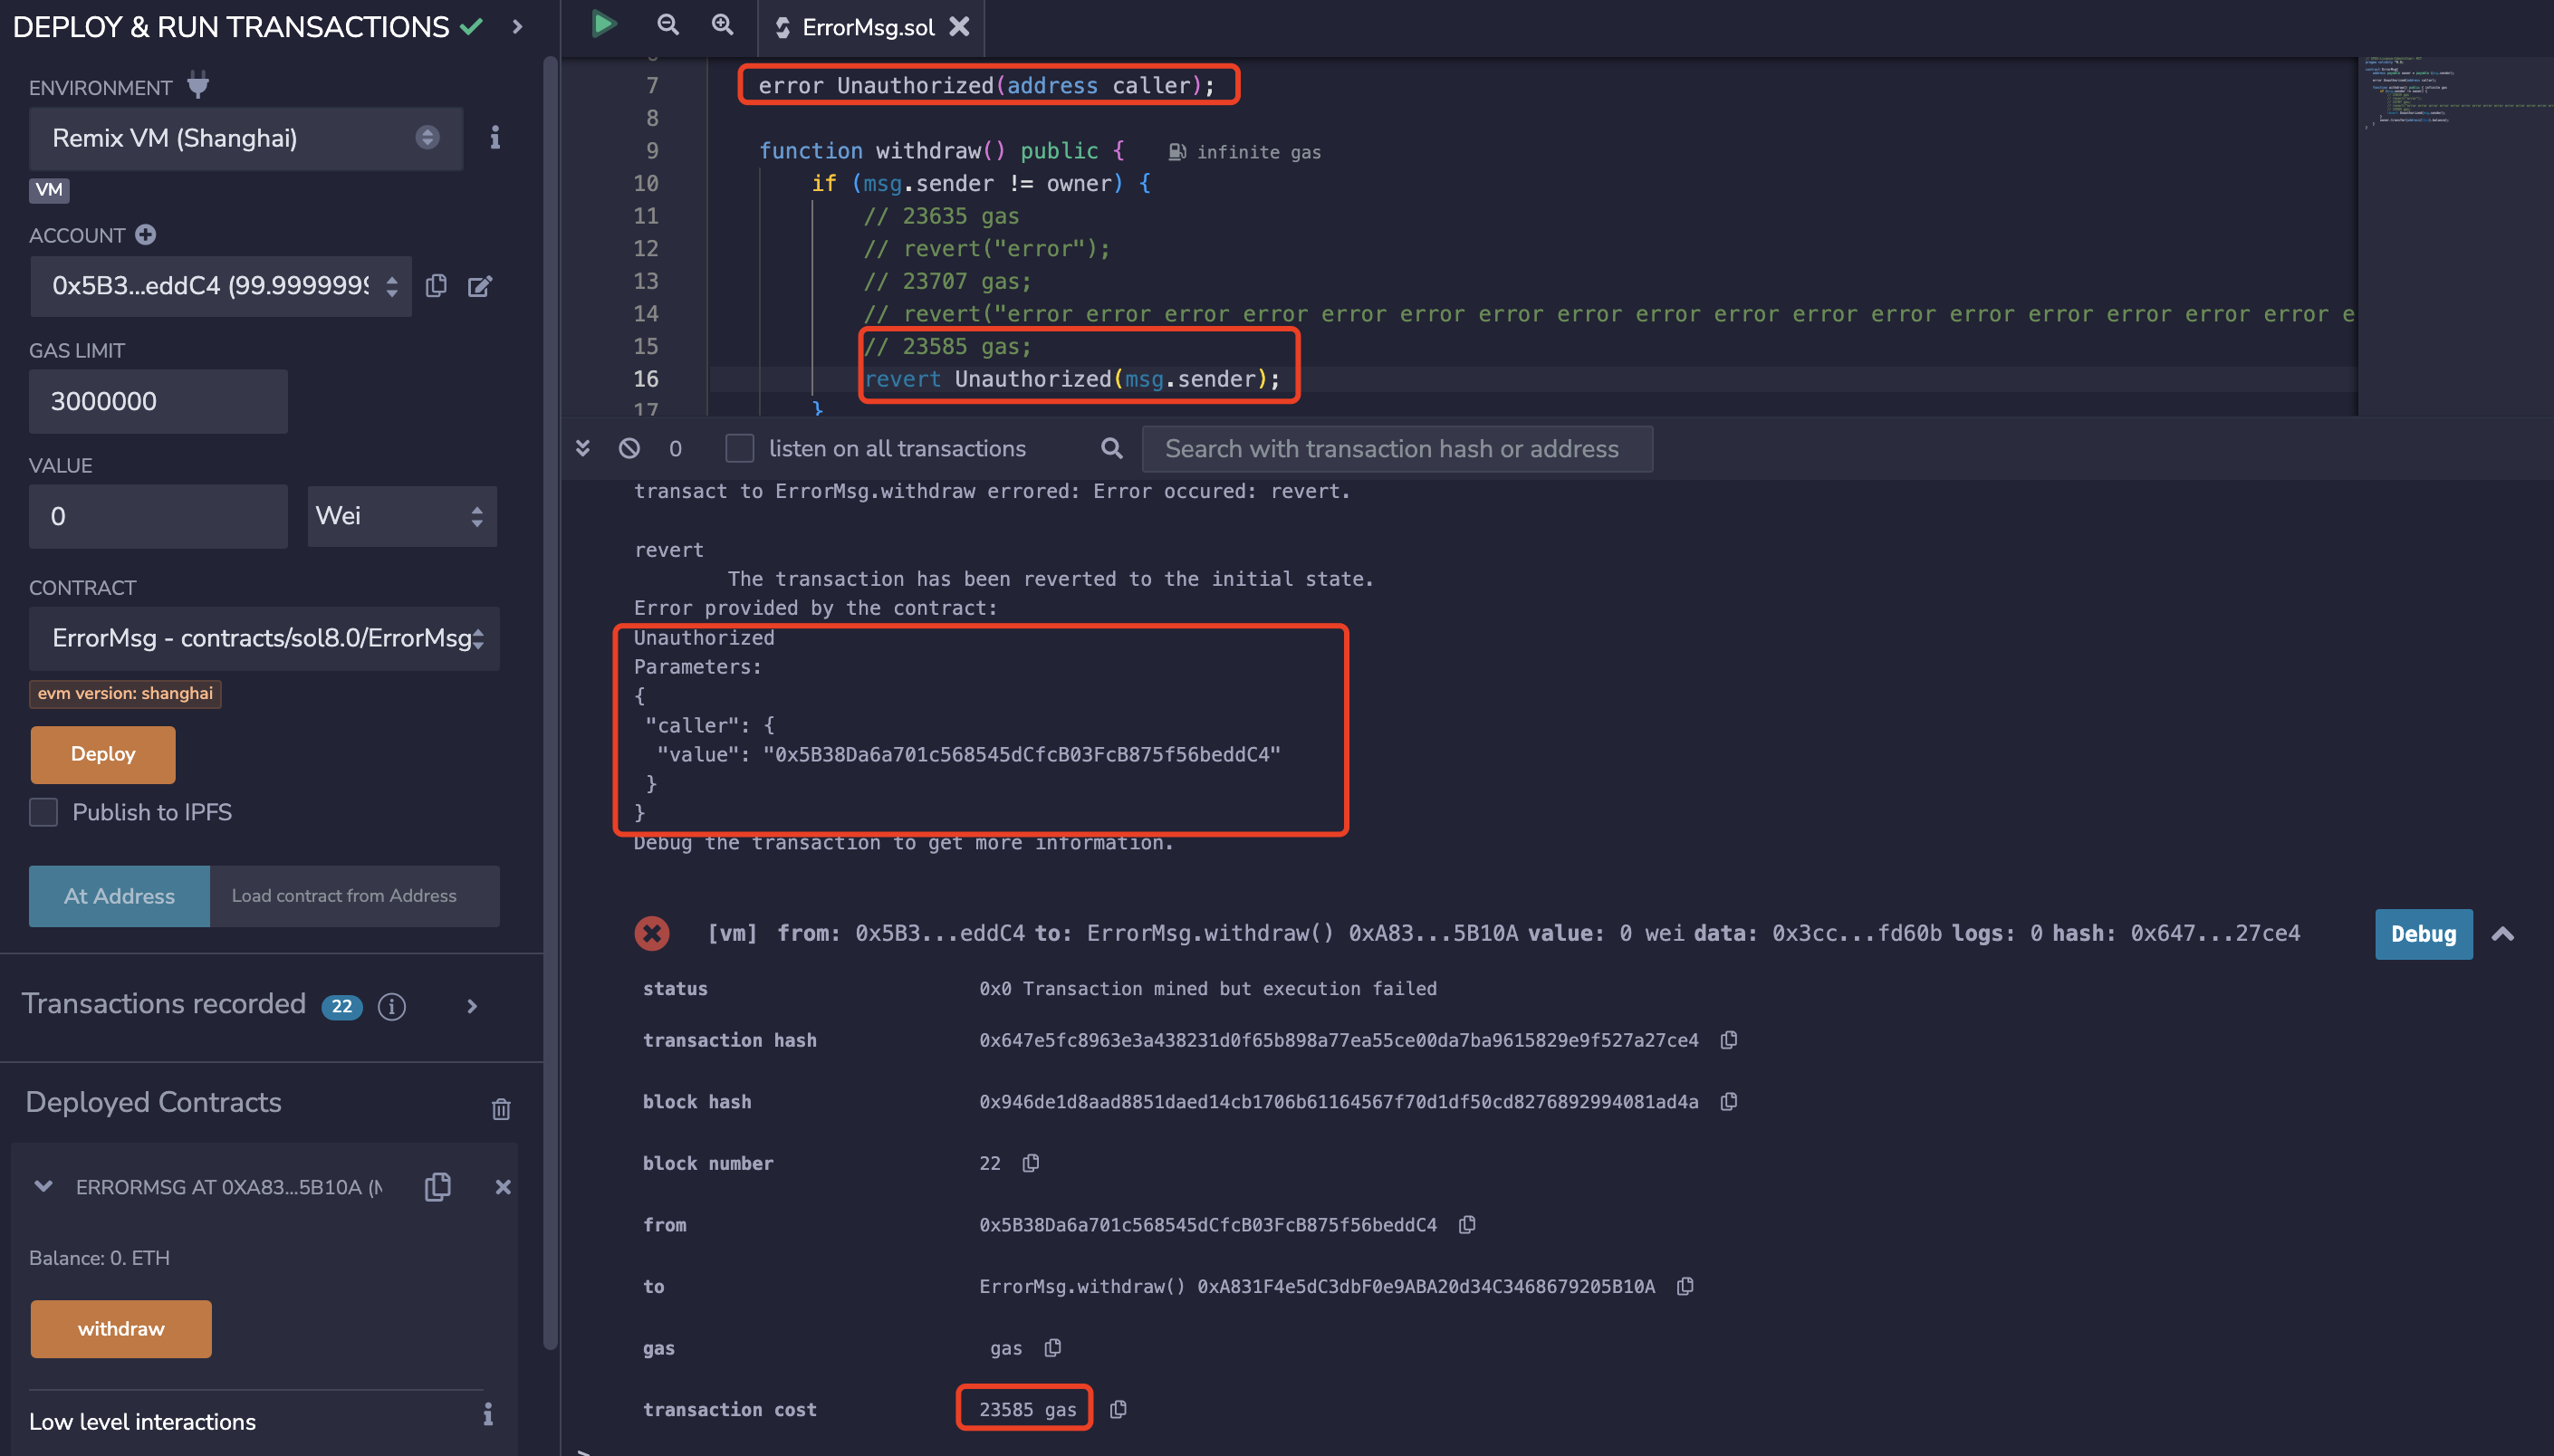 DEPLOY & RUN TRANSACTIONS
ENVIRONMENT
Remix VM (Shanghai)
VM
ACCOUNT
0x5B3...eddC4 (99.9999999
GAS LIMIT
3000000
VALUE
0
Wei
CONTRACT
ErrorMsg - contracts/sol8.0/ErrorMsg
evm version: shanghai
Deploy
Publish to IPFS
At Address
Load contract from Address
Transactions recorded 22 i
Deployed Contracts
ERRORMSG AT 0XA83...5B10A (M
Balance: 0. ETH
withdraw
Low level interactions
ErrorMsg.sol
7 error Unauthorized(address caller);
8
9 function withdraw() public { infinite gas
10 if (msg.sender != owner) {
11 // 23635 gas
12 // revert("error");
13 // 23707 gas;
14 // revert("error error error error error error error error error error error error error error error error error e
15 // 23585 gas;
16 revert Unauthorized(msg.sender);
17 }
0 listen on all transactions
Search with transaction hash or address
transact to ErrorMsg.withdraw errored: Error occured: revert.
revert
The transaction has been reverted to the initial state.
Error provided by the contract:
Unauthorized
Parameters:
{
"caller": {
"value": "0x5B38Da6a701c568545dCfcB03FcB875f56beddC4"
}
}
Debug the transaction to get more information.
[vm] from: 0x5B3...eddC4 to: ErrorMsg.withdraw() 0xA83...5B10A value: 0 wei data: 0x3cc...fd60b logs: 0 hash: 0x647...27ce4
Debug
status 0x0 Transaction mined but execution failed
transaction hash 0x647e5fc8963e3a438231d0f65b898a77ea55ce00da7ba9615829e9f527a27ce4
block hash 0x946de1d8aad8851daed14cb1706b61164567f70d1df50cd8276892994081ad4a
block number 22
from 0x5B38Da6a701c568545dCfcB03FcB875f56beddC4
to ErrorMsg.withdraw() 0xA831F4e5dC3dbF0e9ABA20d34C3468679205B10A
gas gas
transaction cost 23585 gas
>